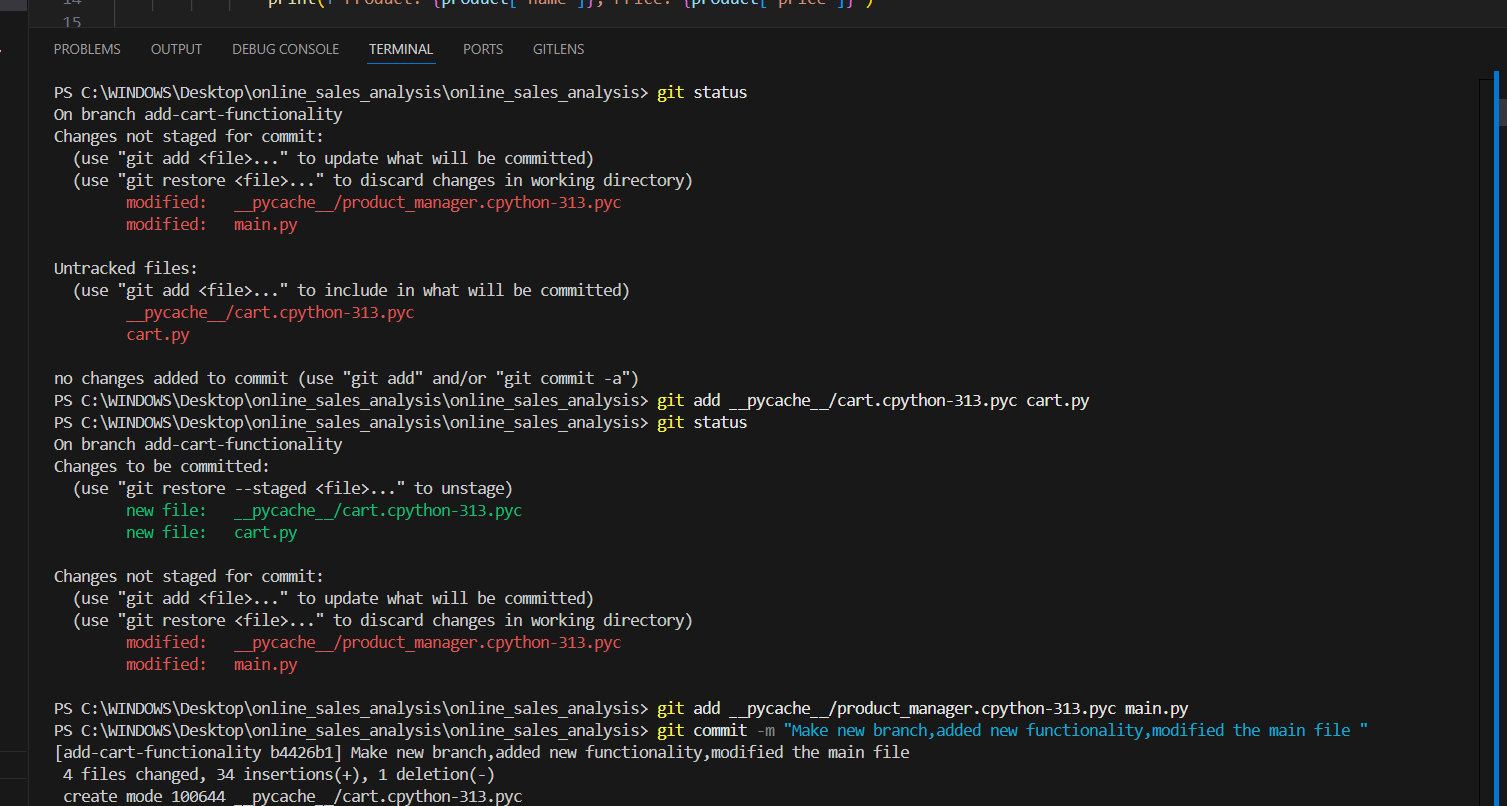 15
PROBLEMS OUTPUT DEBUG CONSOLE TERMINAL PORTS GITLENS
PS C:\WINDOWS\Desktop\online_sales_analysis\online_sales_analysis> git status
On branch add-cart-functionality
Changes not staged for commit:
  (use "git add <file>..." to update what will be committed)
  (use "git restore <file>..." to discard changes in working directory)
        modified:   __pycache__/product_manager.cpython-313.pyc
        modified:   main.py

Untracked files:
  (use "git add <file>..." to include in what will be committed)
        __pycache__/cart.cpython-313.pyc
        cart.py

no changes added to commit (use "git add" and/or "git commit -a")
PS C:\WINDOWS\Desktop\online_sales_analysis\online_sales_analysis> git add __pycache__/cart.cpython-313.pyc cart.py
PS C:\WINDOWS\Desktop\online_sales_analysis\online_sales_analysis> git status
On branch add-cart-functionality
Changes to be committed:
  (use "git restore --staged <file>..." to unstage)
        new file:   __pycache__/cart.cpython-313.pyc
        new file:   cart.py

Changes not staged for commit:
  (use "git add <file>..." to update what will be committed)
  (use "git restore <file>..." to discard changes in working directory)
        modified:   __pycache__/product_manager.cpython-313.pyc
        modified:   main.py

PS C:\WINDOWS\Desktop\online_sales_analysis\online_sales_analysis> git add __pycache__/product_manager.cpython-313.pyc main.py
PS C:\WINDOWS\Desktop\online_sales_analysis\online_sales_analysis> git commit -m "Make new branch,added new functionality,modified the main file "
[add-cart-functionality b4426b1] Make new branch,added new functionality,modified the main file
 4 files changed, 34 insertions(+), 1 deletion(-)
 create mode 100644 __pycache__/cart.cpython-313.pyc